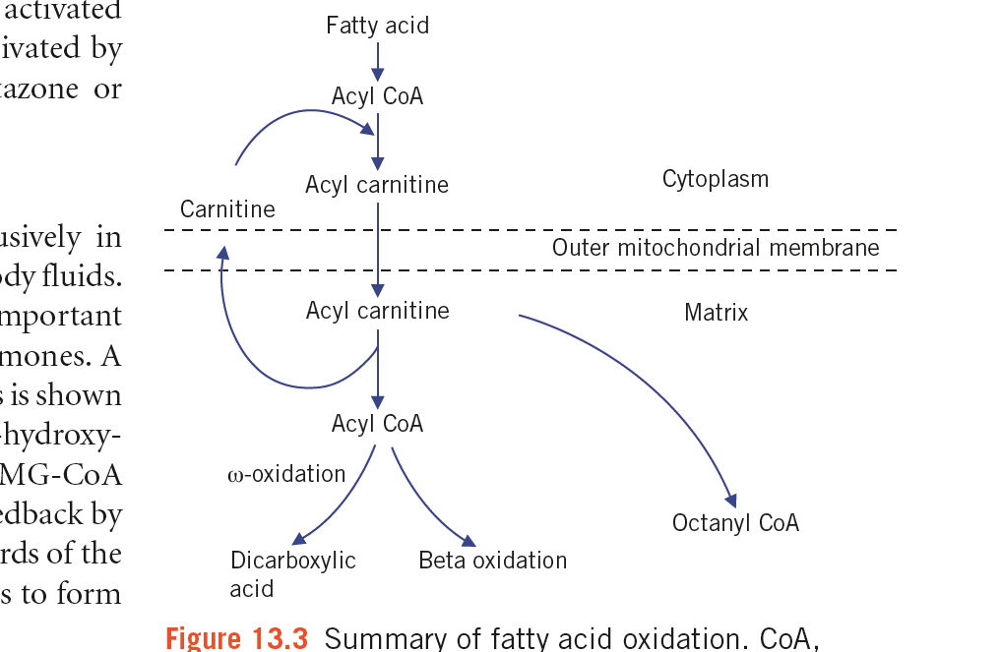 activated
ivated by
tazone or
usively in
ody fluids.
mportant
mones. A
s is shown
-hydroxy-
MG-CoA
edback by
rds of the
s to form
Fatty acid
Acyl CoA
Acyl carnitine
Cytoplasm
Carnitine
Outer mitochondrial membrane
Acyl carnitine
Matrix
Acyl CoA
ω-oxidation
Octanyl CoA
Dicarboxylic
acid
Beta oxidation
Figure 13.3 Summary of fatty acid oxidation. CoA,